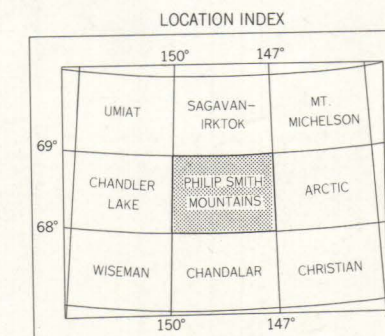 LOCATION INDEX
150° 147°
UMIAT
SAGAVAN–
IRKTOK
MT.
MICHELSON
69°
CHANDLER
LAKE
PHILIP SMITH
MOUNTAINS
ARCTIC
68°
WISEMAN
CHANDALAR
CHRISTIAN
150° 147°